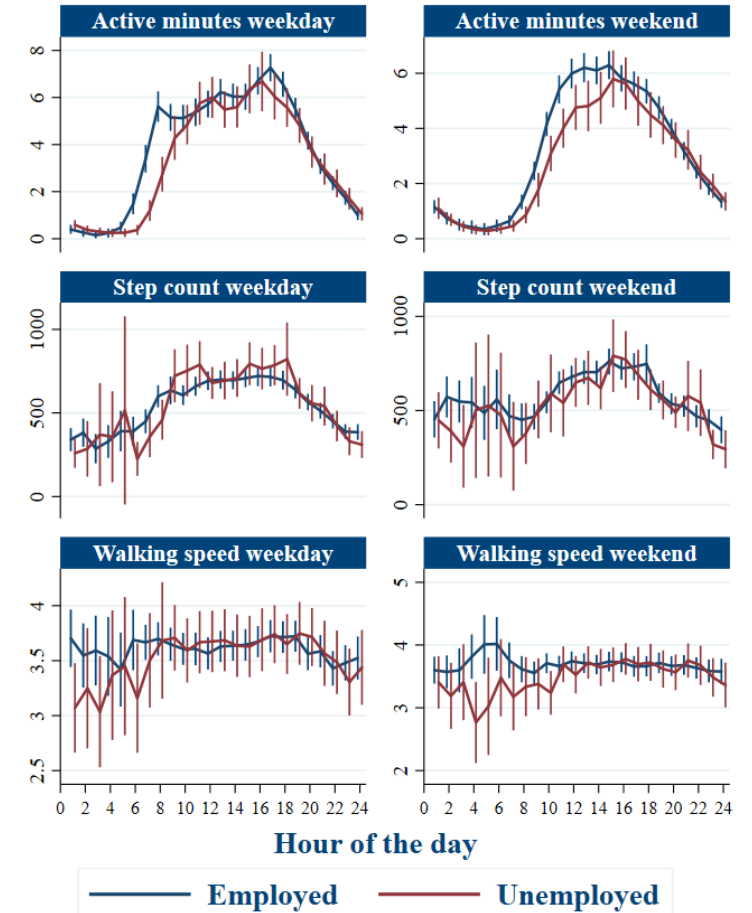 Active minutes weekday
Active minutes weekend
8
6
4
2
0
6
4
2
0
Step count weekday
Step count weekend
1000
500
0
1000
500
0
Walking speed weekday
Walking speed weekend
4
3.5
3
2.5
5
4
3
2
0 2 4 6 8 10 12 14 16 18 20 22 24
0 2 4 6 8 10 12 14 16 18 20 22 24
Hour of the day
Employed
Unemployed